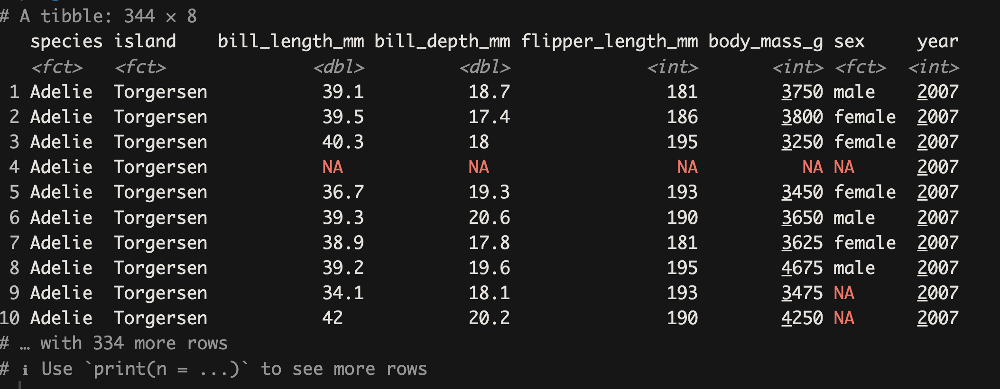 # A tibble: 344 × 8
species island bill_length_mm bill_depth_mm flipper_length_mm body_mass_g sex year
<fct> <fct> <dbl> <dbl> <int> <int> <fct> <int>
1 Adelie Torgersen 39.1 18.7 181 3750 male 2007
2 Adelie Torgersen 39.5 17.4 186 3800 female 2007
3 Adelie Torgersen 40.3 18 195 3250 female 2007
4 Adelie Torgersen NA NA NA NA NA 2007
5 Adelie Torgersen 36.7 19.3 193 3450 female 2007
6 Adelie Torgersen 39.3 20.6 190 3650 male 2007
7 Adelie Torgersen 38.9 17.8 181 3625 female 2007
8 Adelie Torgersen 39.2 19.6 195 4675 male 2007
9 Adelie Torgersen 34.1 18.1 193 3475 NA 2007
10 Adelie Torgersen 42 20.2 190 4250 NA 2007
# … with 334 more rows
# ℹ Use `print(n = ...)` to see more rows